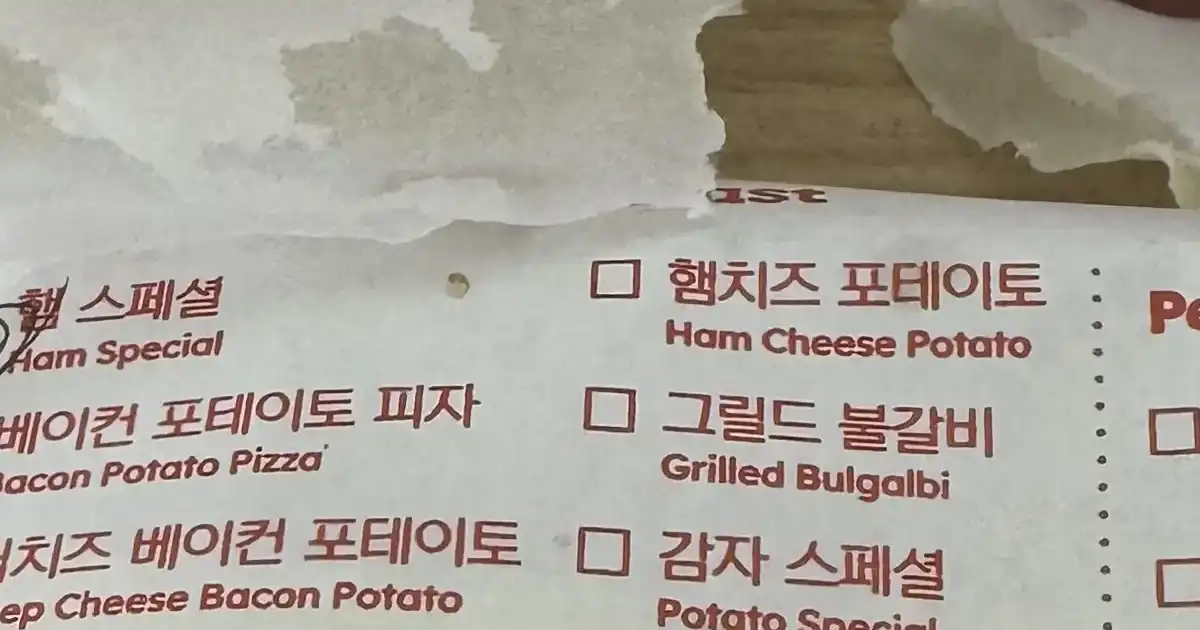 햄 스페셜
Ham Special
베이컨 포테이토 피자
Bacon Potato Pizza
치즈 베이컨 포테이토
Cheese Bacon Potato
햄치즈 포테이토
Ham Cheese Potato
그릴드 불갈비
Grilled Bulgalbi
감자 스페셜
Potato Special